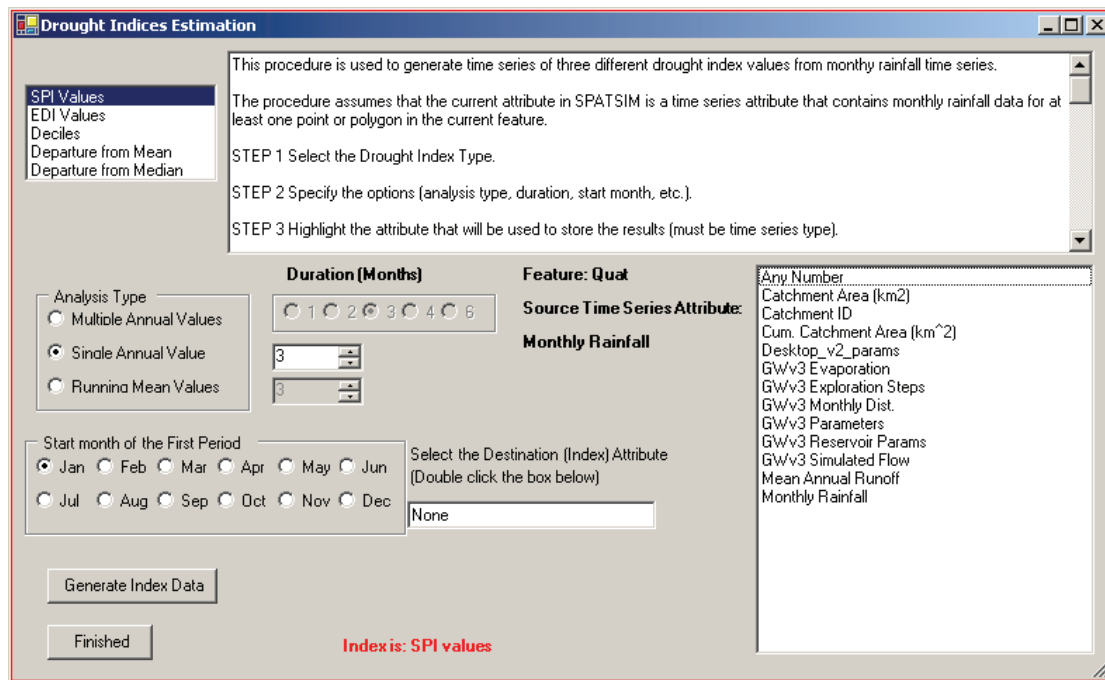 Drought Indices Estimation
SPI Values
EDI Values
Deciles
Departure from Mean
Departure from Median
This procedure is used to generate time series of three different drought index values from monthy rainfall time series.
The procedure assumes that the current attribute in SPATSIM is a time series attribute that contains monthly rainfall data for at
least one point or polygon in the current feature.
STEP 1 Select the Drought Index Type.
STEP 2 Specify the options (analysis type, duration, start month, etc.).
STEP 3 Highlight the attribute that will be used to store the results (must be time series type).
Analysis Type
Multiple Annual Values
Single Annual Value
Running Mean Values
Duration (Months)
1 2 3 4 6
3
3
Feature: Quat
Source Time Series Attribute:
Monthly Rainfall
Any Number
Catchment Area (km2)
Catchment ID
Cum. Catchment Area (km^2)
Desktop_v2_params
GWv3 Evaporation
GWv3 Exploration Steps
GWv3 Monthly Dist.
GWv3 Parameters
GWv3 Reservoir Params
GWv3 Simulated Flow
Mean Annual Runoff
Monthly Rainfall
Start month of the First Period
Jan Feb Mar Apr May Jun
Jul Aug Sep Oct Nov Dec
Select the Destination (Index) Attribute
(Double click the box below)
None
Generate Index Data
Finished
Index is: SPI values